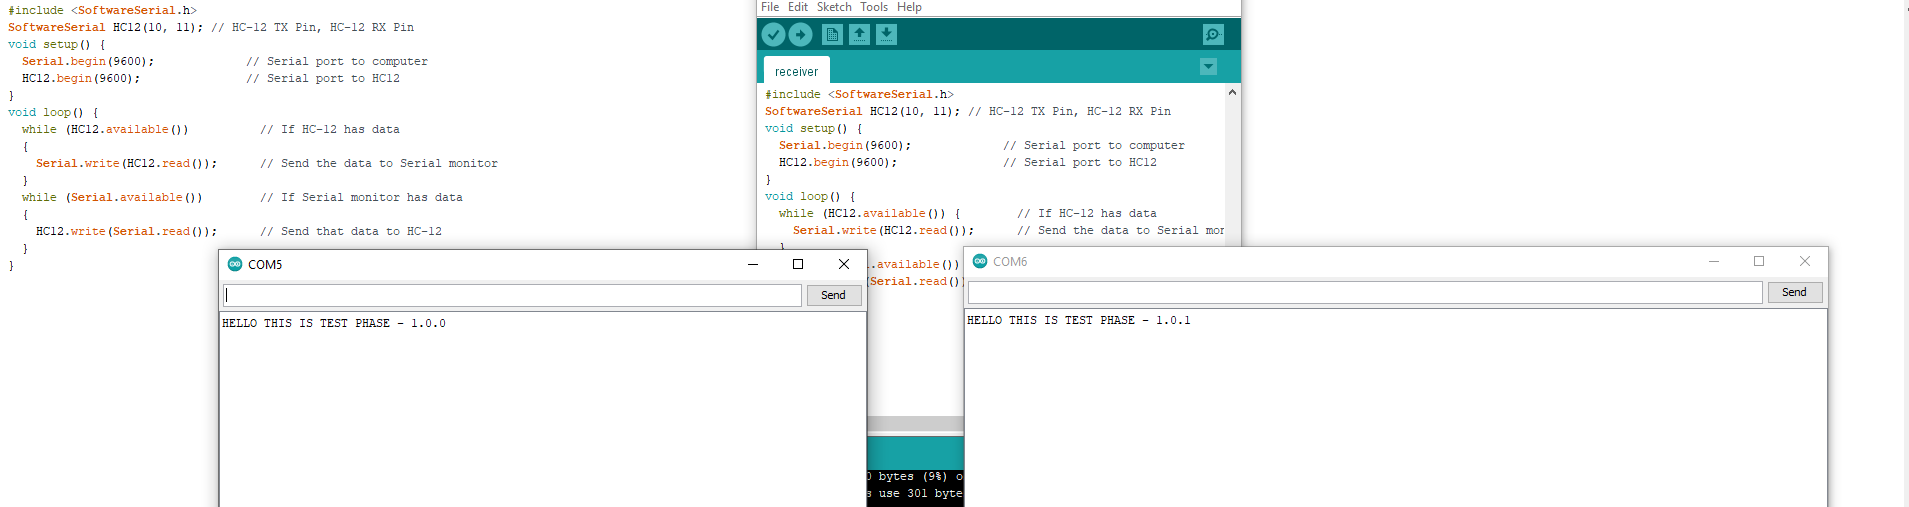 #include <SoftwareSerial.h>
SoftwareSerial HC12(10, 11); // HC-12 TX Pin, HC-12 RX Pin
void setup() {
  Serial.begin(9600);             // Serial port to computer
  HC12.begin(9600);               // Serial port to HC12
}
void loop() {
  while (HC12.available())          // If HC-12 has data
  {
    Serial.write(HC12.read());      // Send the data to Serial monitor
  }
  while (Serial.available())        // If Serial monitor has data
  {
    HC12.write(Serial.read());      // Send that data to HC-12
  }
}
File Edit Sketch Tools Help
receiver
#include <SoftwareSerial.h>
SoftwareSerial HC12(10, 11); // HC-12 TX Pin, HC-12 RX Pin
void setup() {
  Serial.begin(9600);             // Serial port to computer
  HC12.begin(9600);               // Serial port to HC12
}
void loop() {
  while (HC12.available()) {        // If HC-12 has data
    Serial.write(HC12.read());      // Send the data to Serial mon
  }
.available())
(Serial.read())
bytes (9%) o
s use 301 byte
COM5
Send
HELLO THIS IS TEST PHASE - 1.0.0
COM6
Send
HELLO THIS IS TEST PHASE - 1.0.1